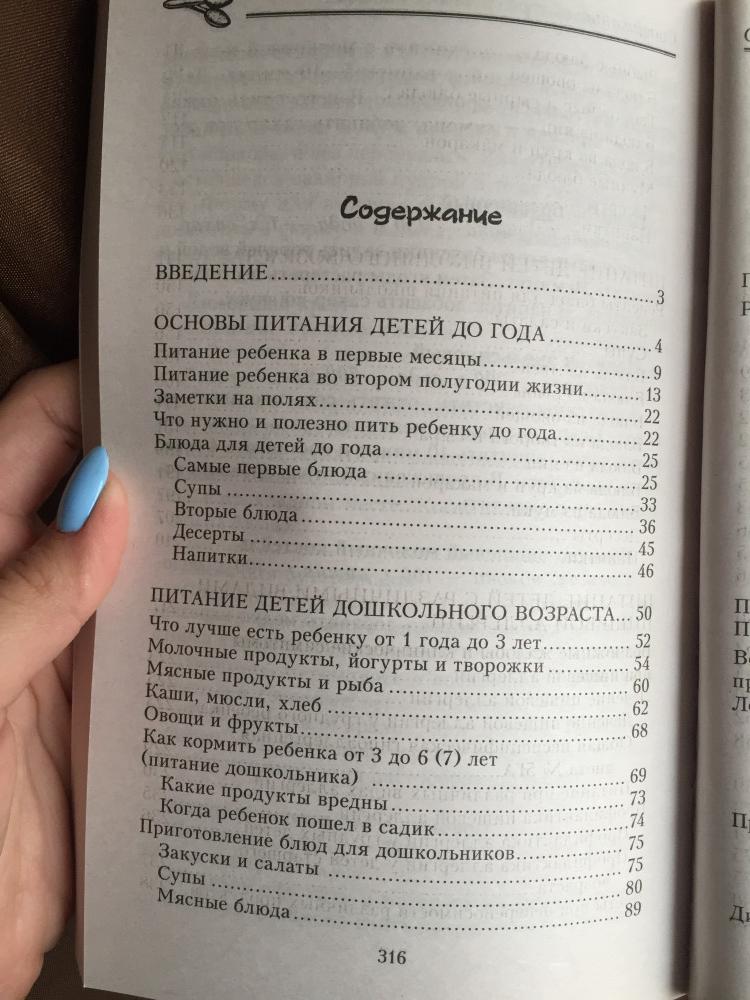 Содержание
ВВЕДЕНИЕ................................................3
ОСНОВЫ ПИТАНИЯ ДЕТЕЙ ДО ГОДА................4
Питание ребенка в первые месяцы........................9
Питание ребенка во втором полугодии жизни........13
Заметки на полях................................................22
Что нужно и полезно пить ребенку до года............22
Блюда для детей до года........................................25
Самые первые блюда........................................25
Супы................................................................33
Вторые блюда....................................................36
Десерты............................................................45
Напитки............................................................46
ПИТАНИЕ ДЕТЕЙ ДОШКОЛЬНОГО ВОЗРАСТА... 50
Что лучше есть ребенку от 1 года до 3 лет............52
Молочные продукты, йогурты и творожки............54
Мясные продукты и рыба....................................60
Каши, мюсли, хлеб............................................62
Овощи и фрукты................................................68
Как кормить ребенка от 3 до 6 (7) лет
(питание дошкольника)........................................69
Какие продукты вредны....................................73
Когда ребенок пошел в садик............................74
Приготовление блюд для дошкольников................75
Закуски и салаты................................................75
Супы................................................................80
Мясные блюда....................................................89
316